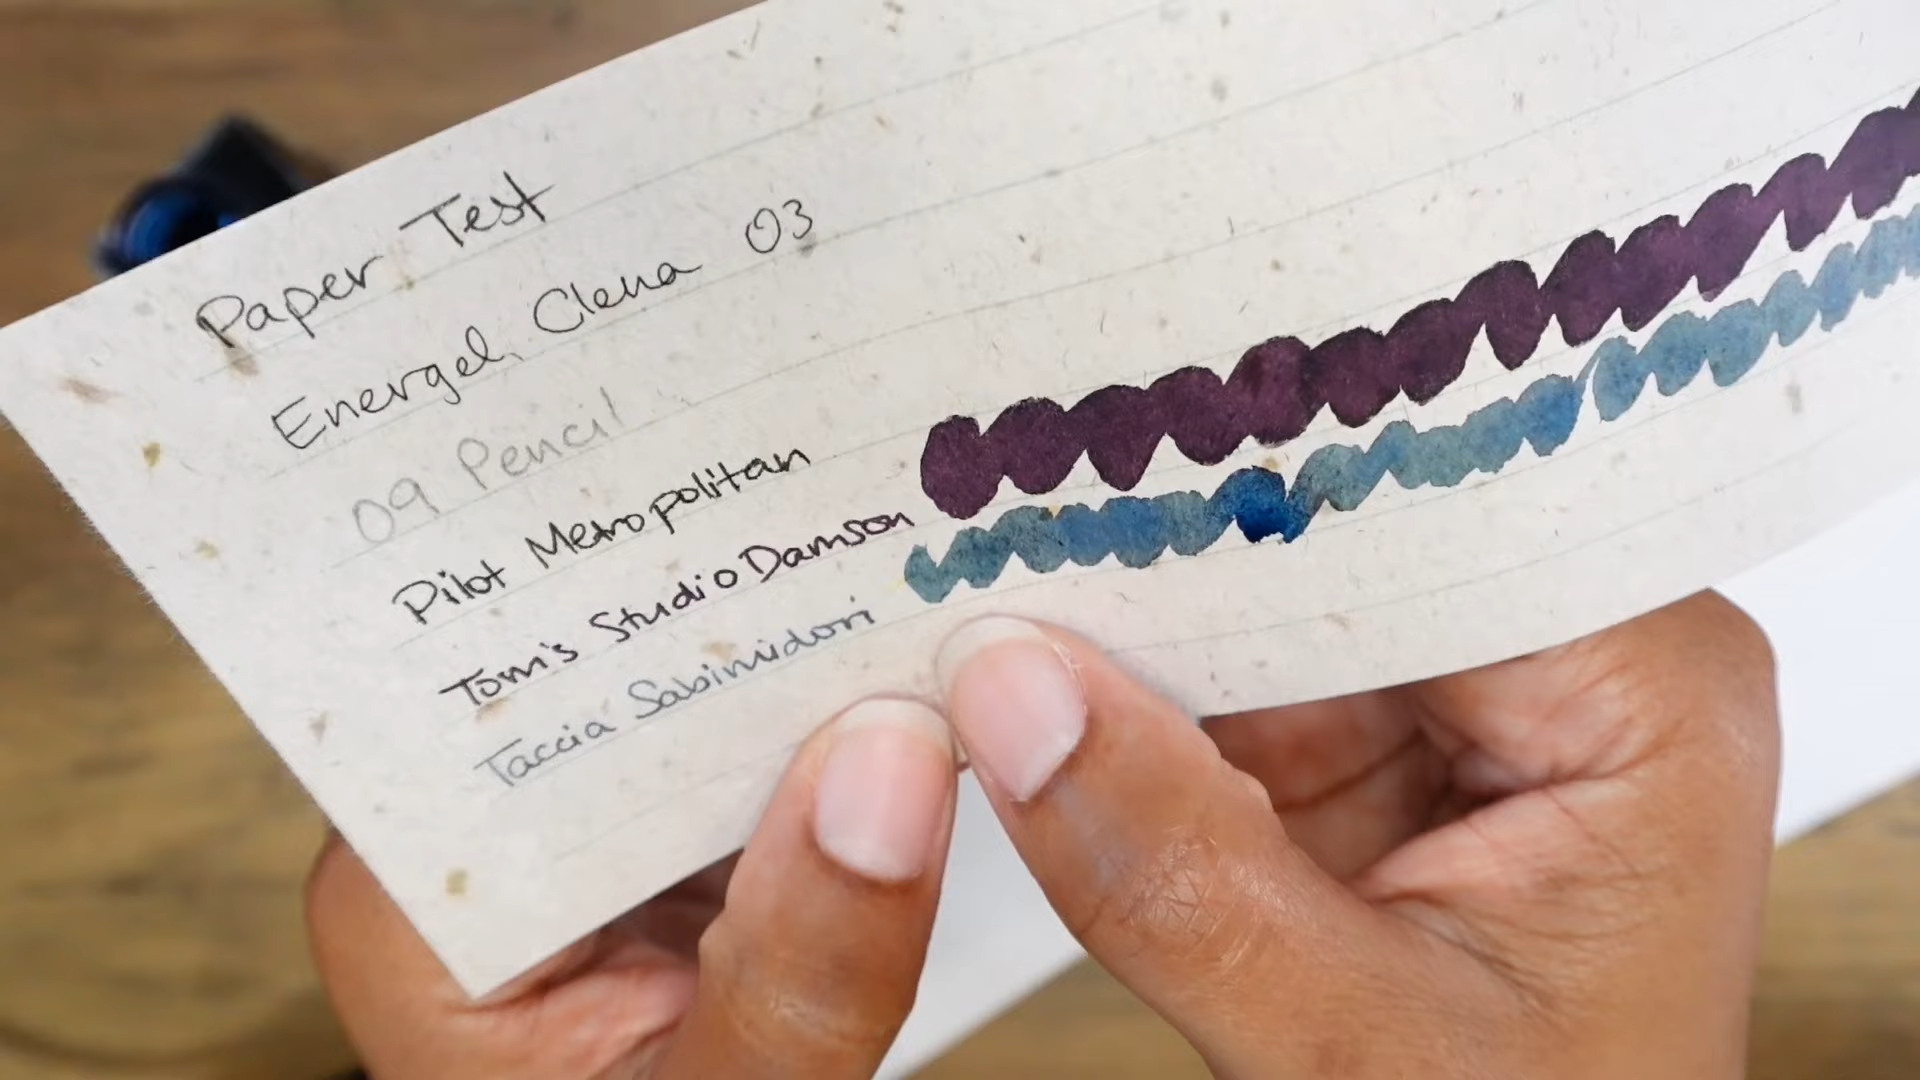 Paper Test
Energel, Clena 03
09 Pencil
Pilot Metropolitan
Tom's Studio Damson
Taccia Sabimidori